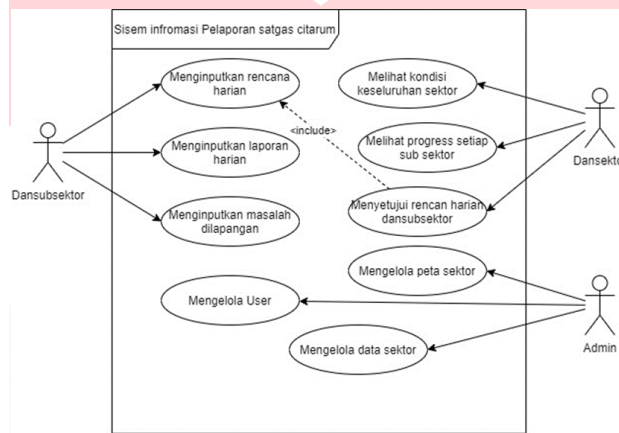 Sisem infromasi Pelaporan satgas citarum
Menginputkan rencana
harian
Melihat kondisi
keseluruhan sektor
<include>
Menginputkan laporan
harian
Melihat progress setiap
sub sektor
Dansubsektor
Dansekto
Menginputkan masalah
dilapangan
Menyetujui rencan harian
dansubsektor
Mengelola peta sektor
Mengelola User
Mengelola data sektor
Admin